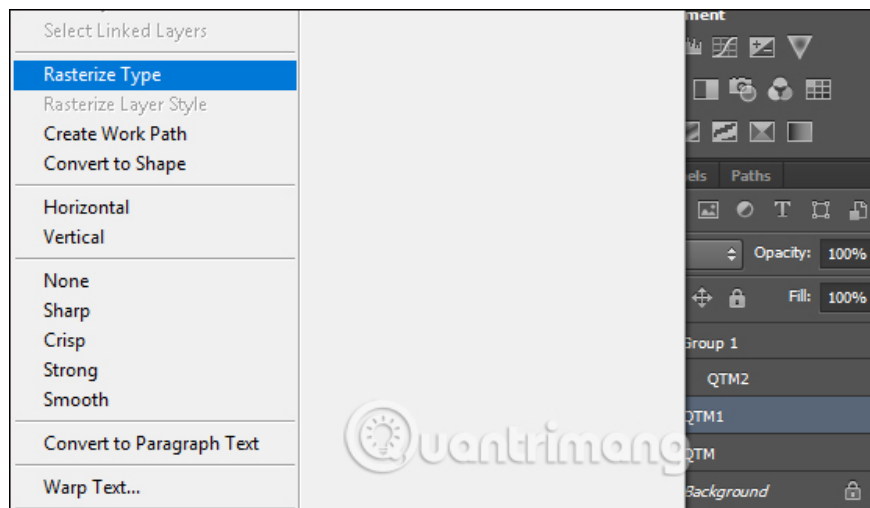 Select Linked Layers
Rasterize Type
Rasterize Layer Style
Create Work Path
Convert to Shape
Horizontal
Vertical
None
Sharp
Crisp
Strong
Smooth
Convert to Paragraph Text
Warp Text...
Paths
Opacity: 100%
Fill: 100%
Group 1
QTM2
QTM1
QTM
Background
Quantrimang